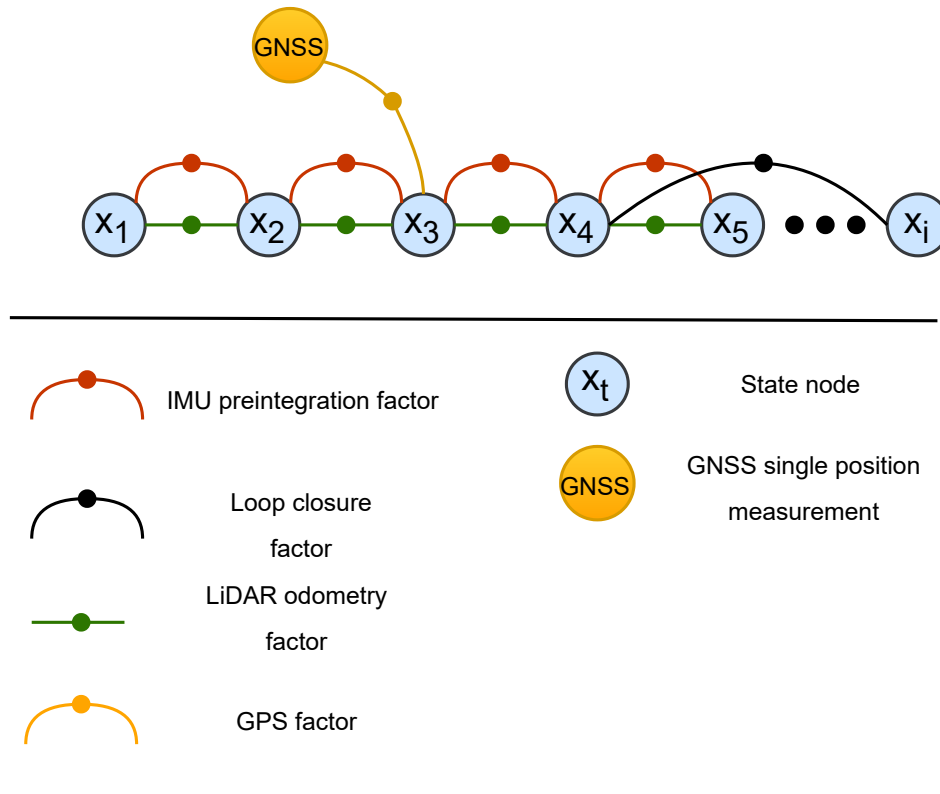 GNSS
x1 x2 x3 x4 x5 xi
IMU preintegration factor
Loop closure
factor
LiDAR odometry
factor
GPS factor
xt
State node
GNSS
GNSS single position
measurement